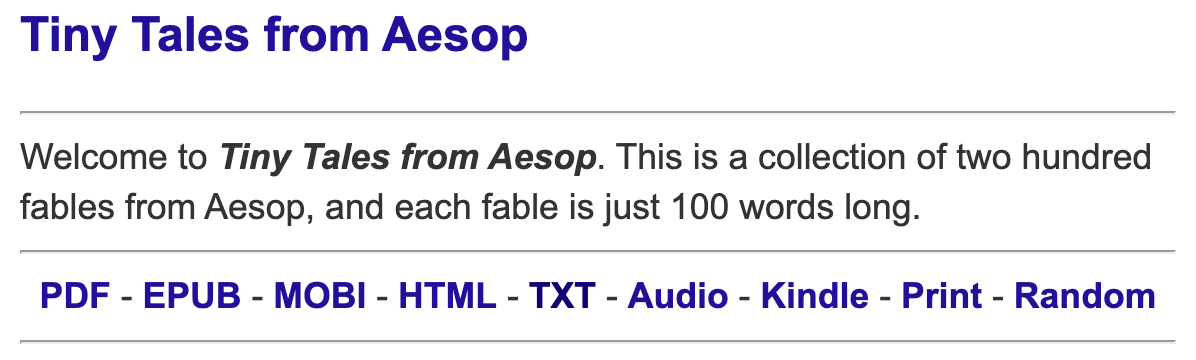 Tiny Tales from Aesop
Welcome to Tiny Tales from Aesop. This is a collection of two hundred
fables from Aesop, and each fable is just 100 words long.
PDF - EPUB - MOBI - HTML - TXT - Audio - Kindle - Print - Random